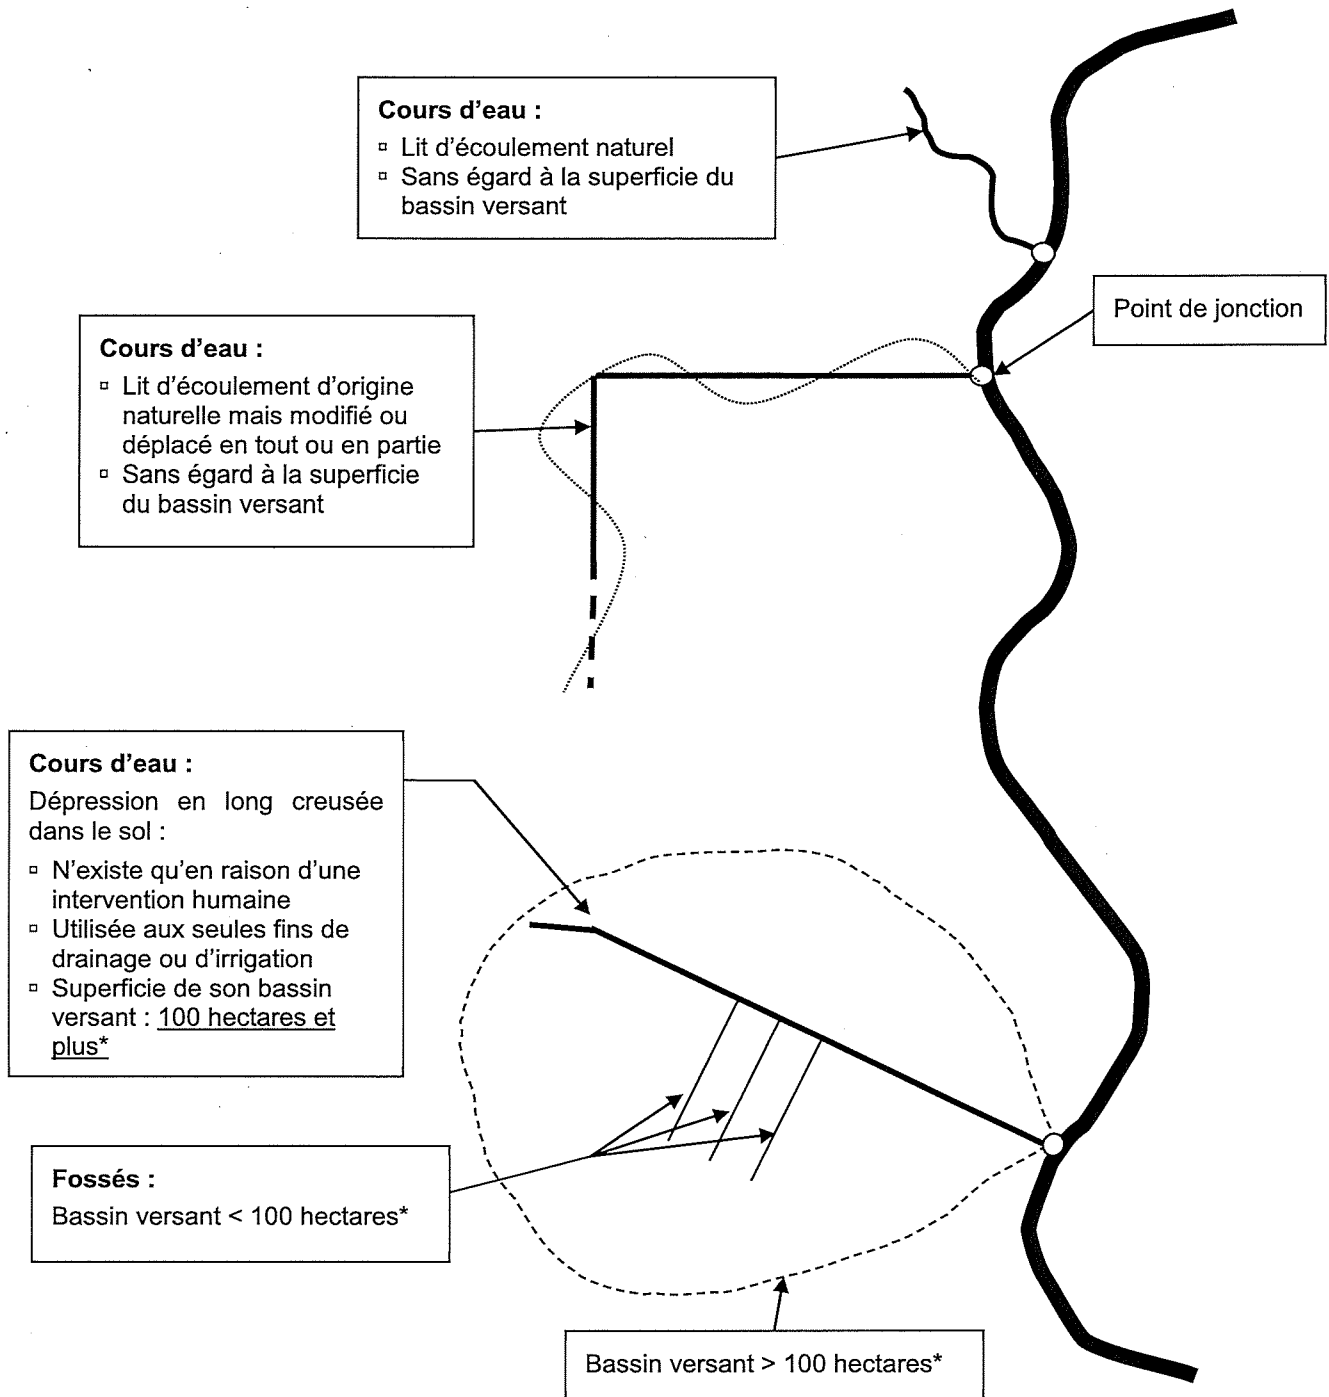 Cours d'eau :
▫ Lit d'écoulement naturel
▫ Sans égard à la superficie du
bassin versant
Point de jonction
Cours d'eau :
▫ Lit d'écoulement d'origine
naturelle mais modifié ou
déplacé en tout ou en partie
▫ Sans égard à la superficie
du bassin versant
Cours d'eau :
Dépression en long creusée
dans le sol :
▫ N'existe qu'en raison d'une
intervention humaine
▫ Utilisée aux seules fins de
drainage ou d'irrigation
▫ Superficie de son bassin
versant : 100 hectares et
plus*
Fossés :
Bassin versant < 100 hectares*
Bassin versant > 100 hectares*